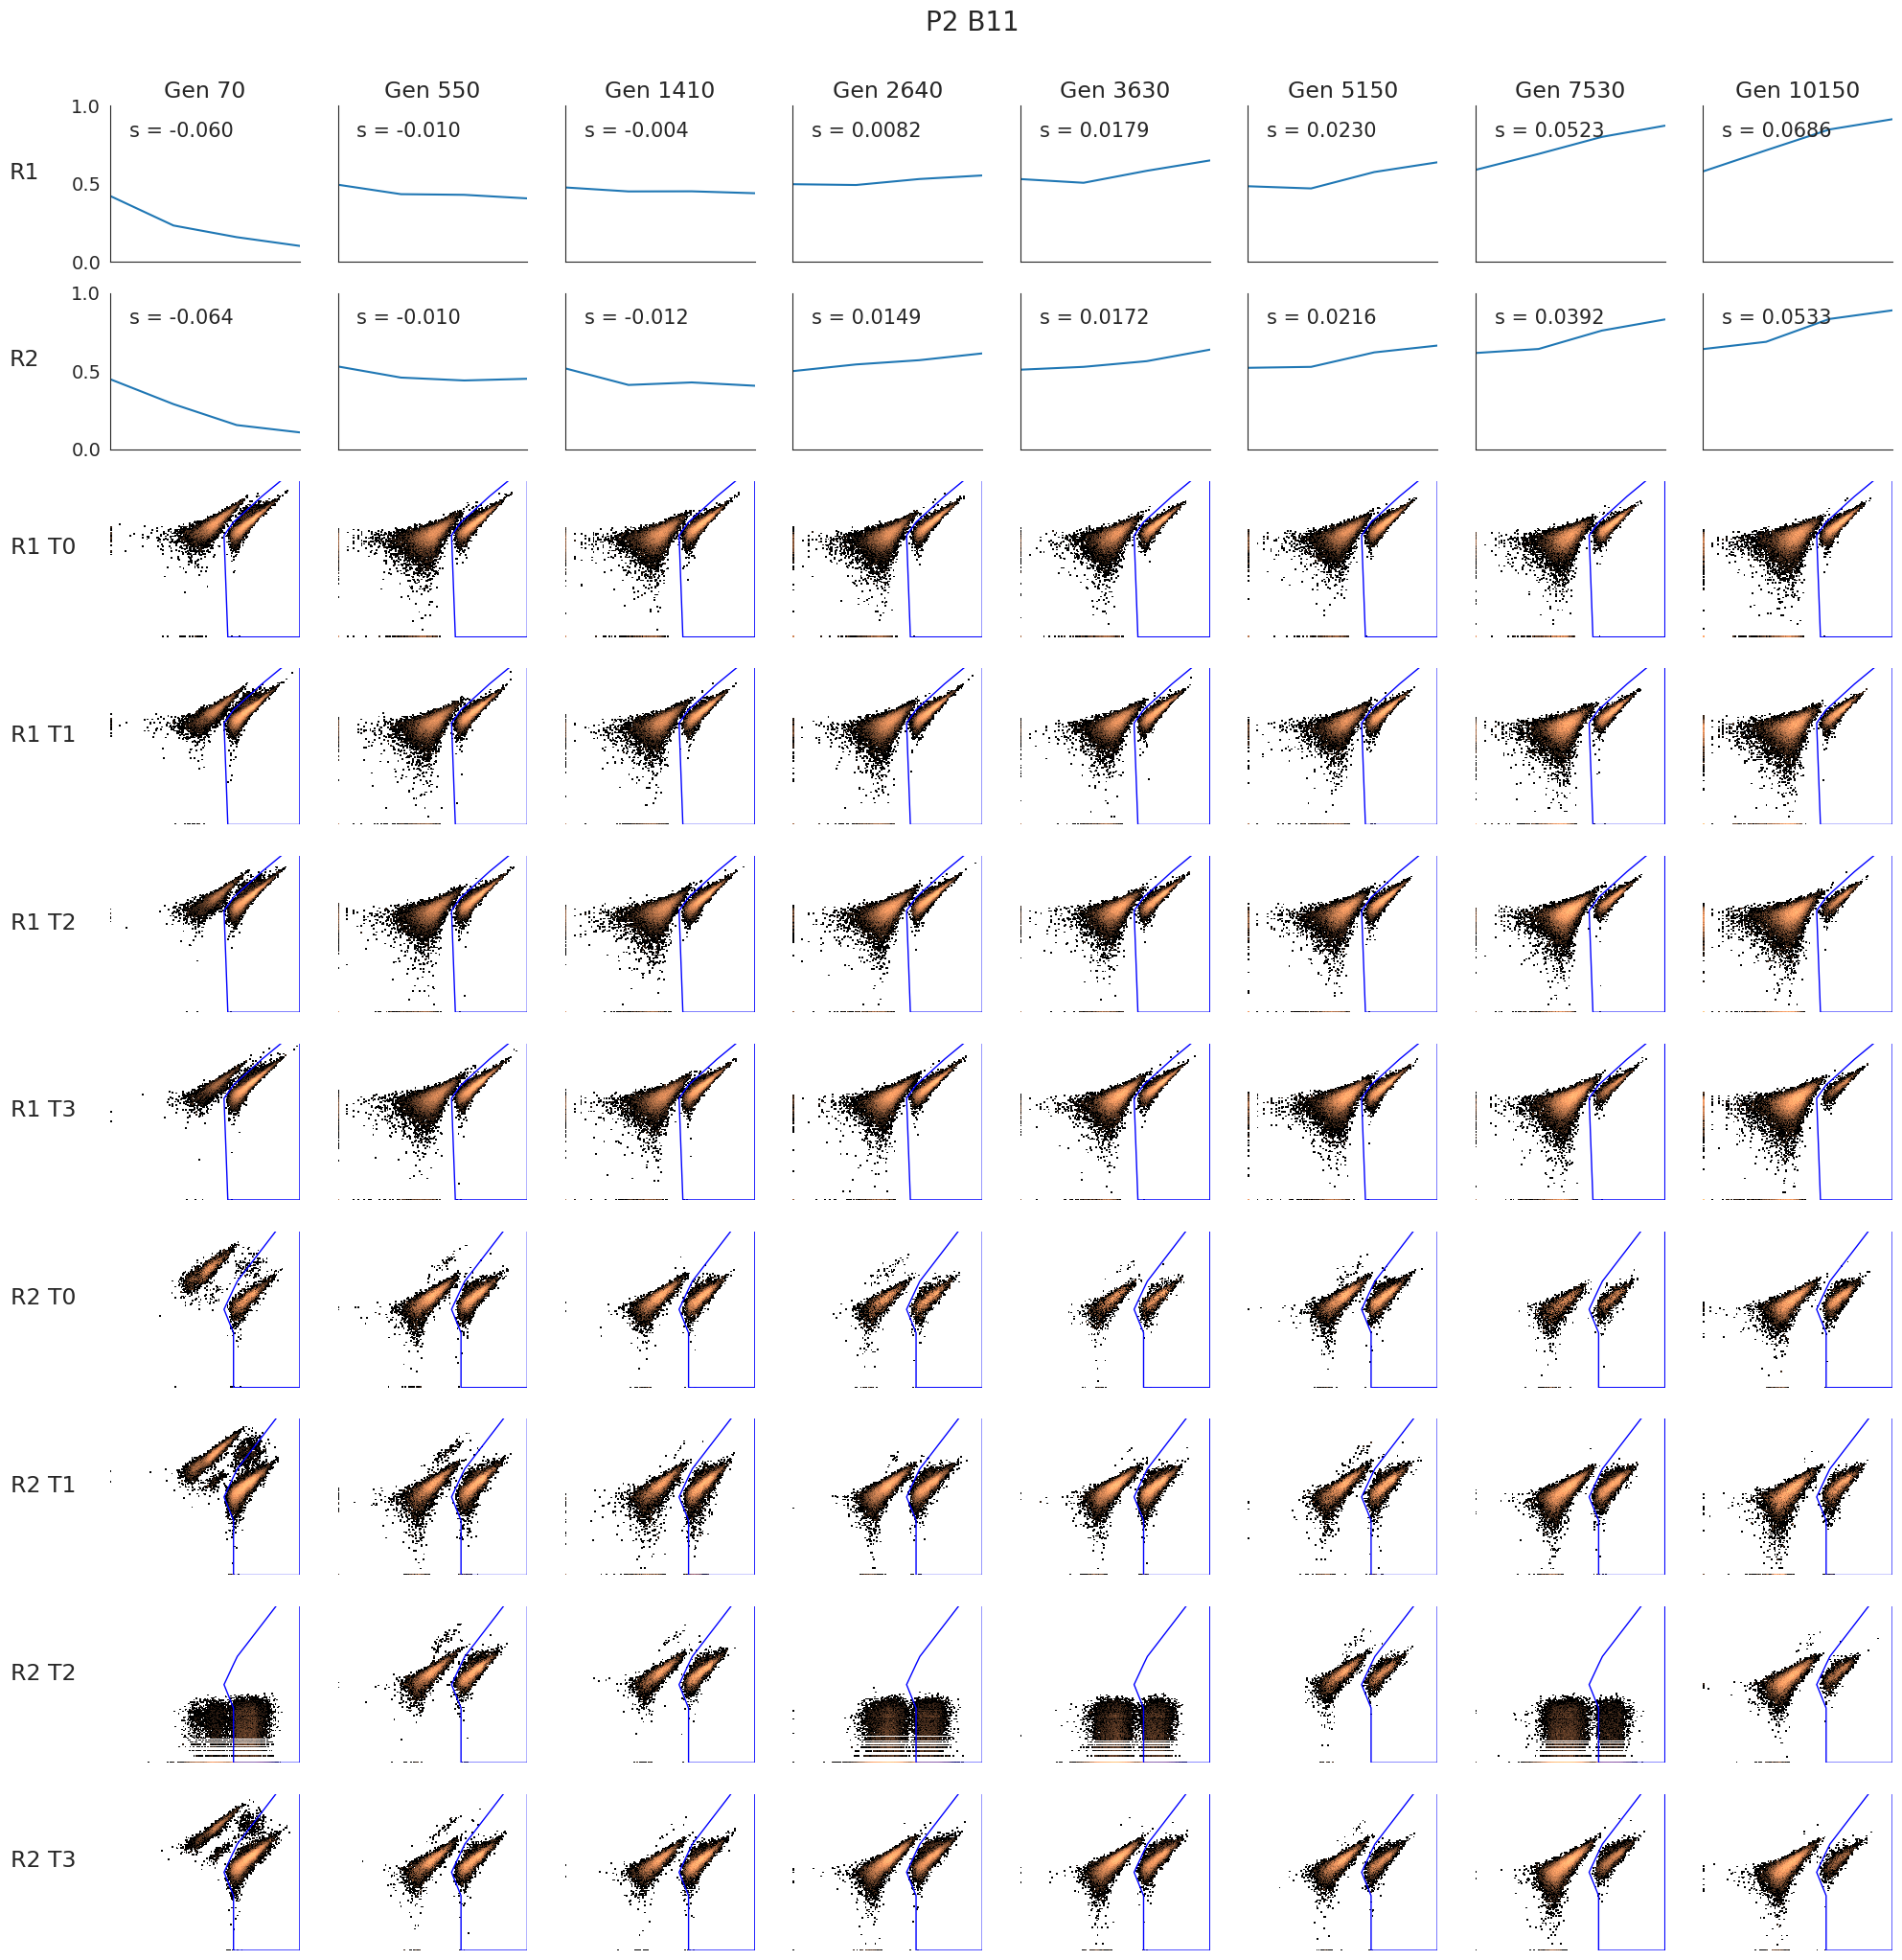 P2 B11
Gen 70 Gen 550 Gen 1410 Gen 2640 Gen 3630 Gen 5150 Gen 7530 Gen 10150
1.0
s = -0.060 s = -0.010 s = -0.004 s = 0.0082 s = 0.0179 s = 0.0230 s = 0.0523 s = 0.0686
R1
0.5
0.0
1.0
s = -0.064 s = -0.010 s = -0.012 s = 0.0149 s = 0.0172 s = 0.0216 s = 0.0392 s = 0.0533
R2
0.5
0.0
R1 T0
R1 T1
R1 T2
R1 T3
R2 T0
R2 T1
R2 T2
R2 T3